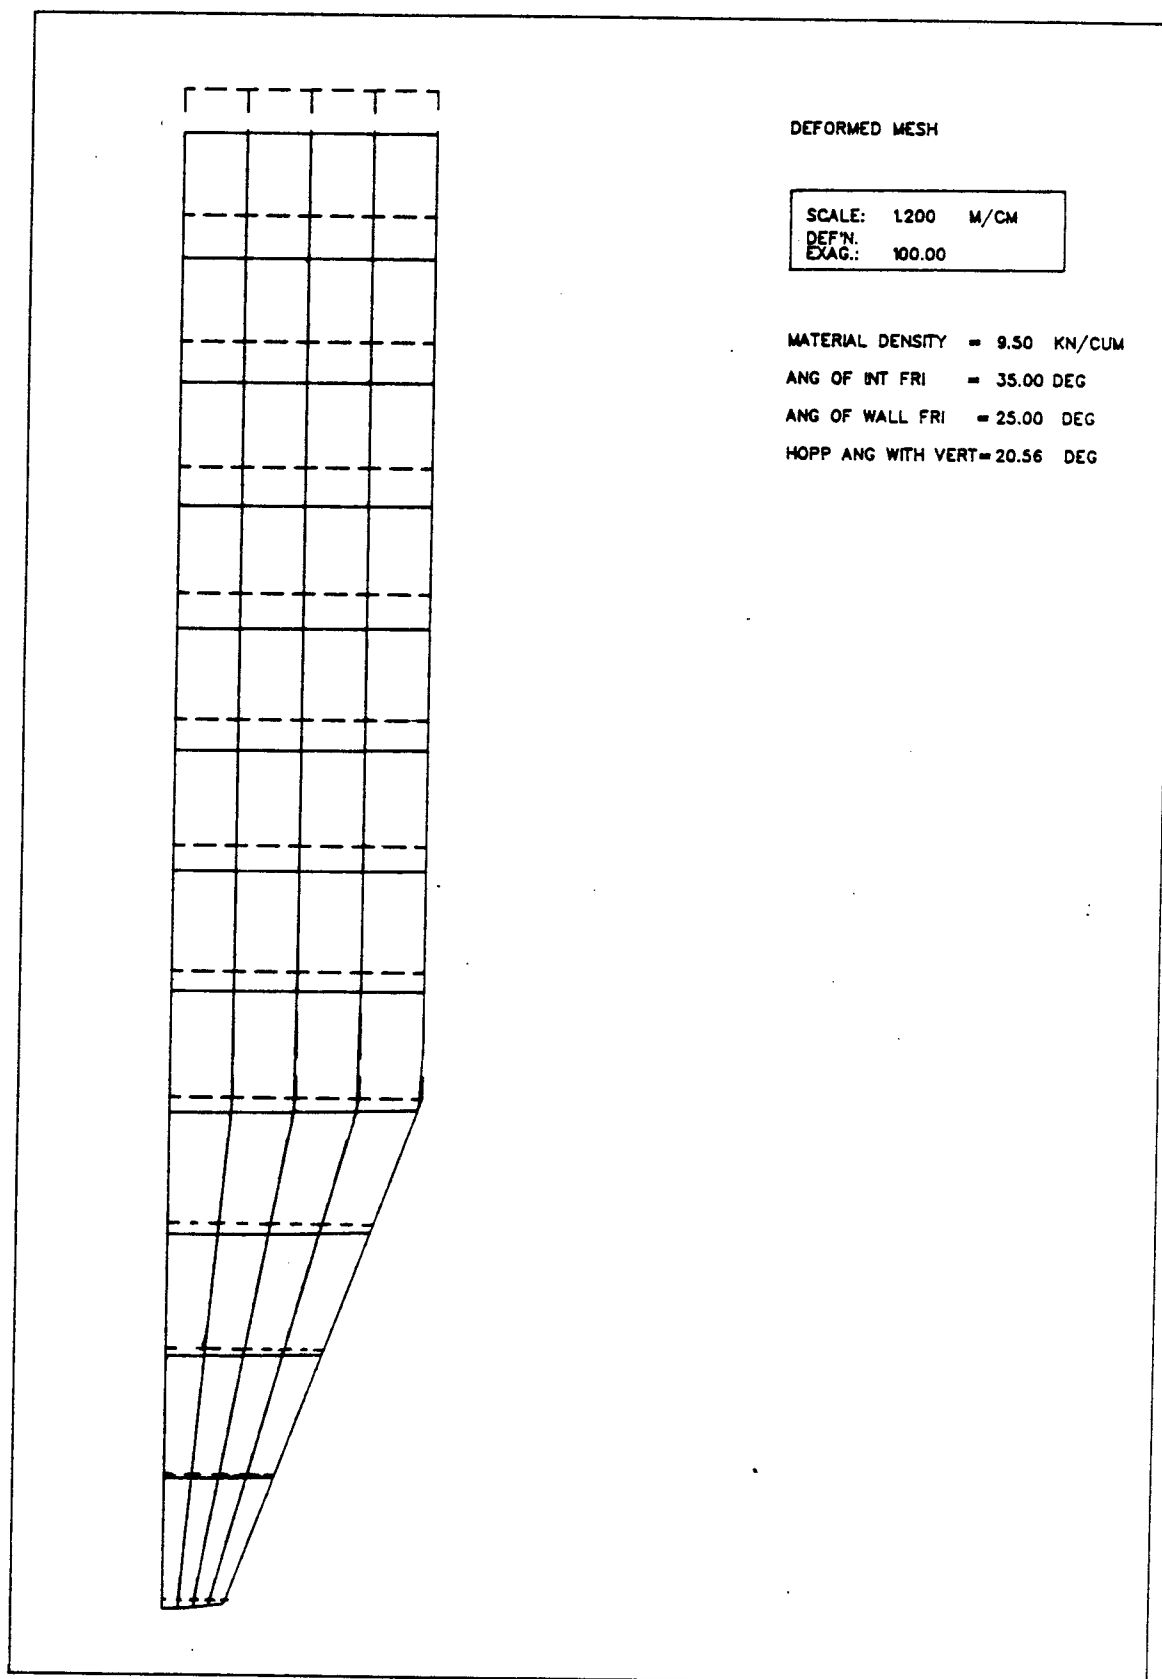 DEFORMED MESH
SCALE: 1.200 M/CM
DEF'N.
EXAG.: 100.00
MATERIAL DENSITY = 9.50 KN/CUM
ANG OF INT FRI = 35.00 DEG
ANG OF WALL FRI = 25.00 DEG
HOPP ANG WITH VERT= 20.56 DEG